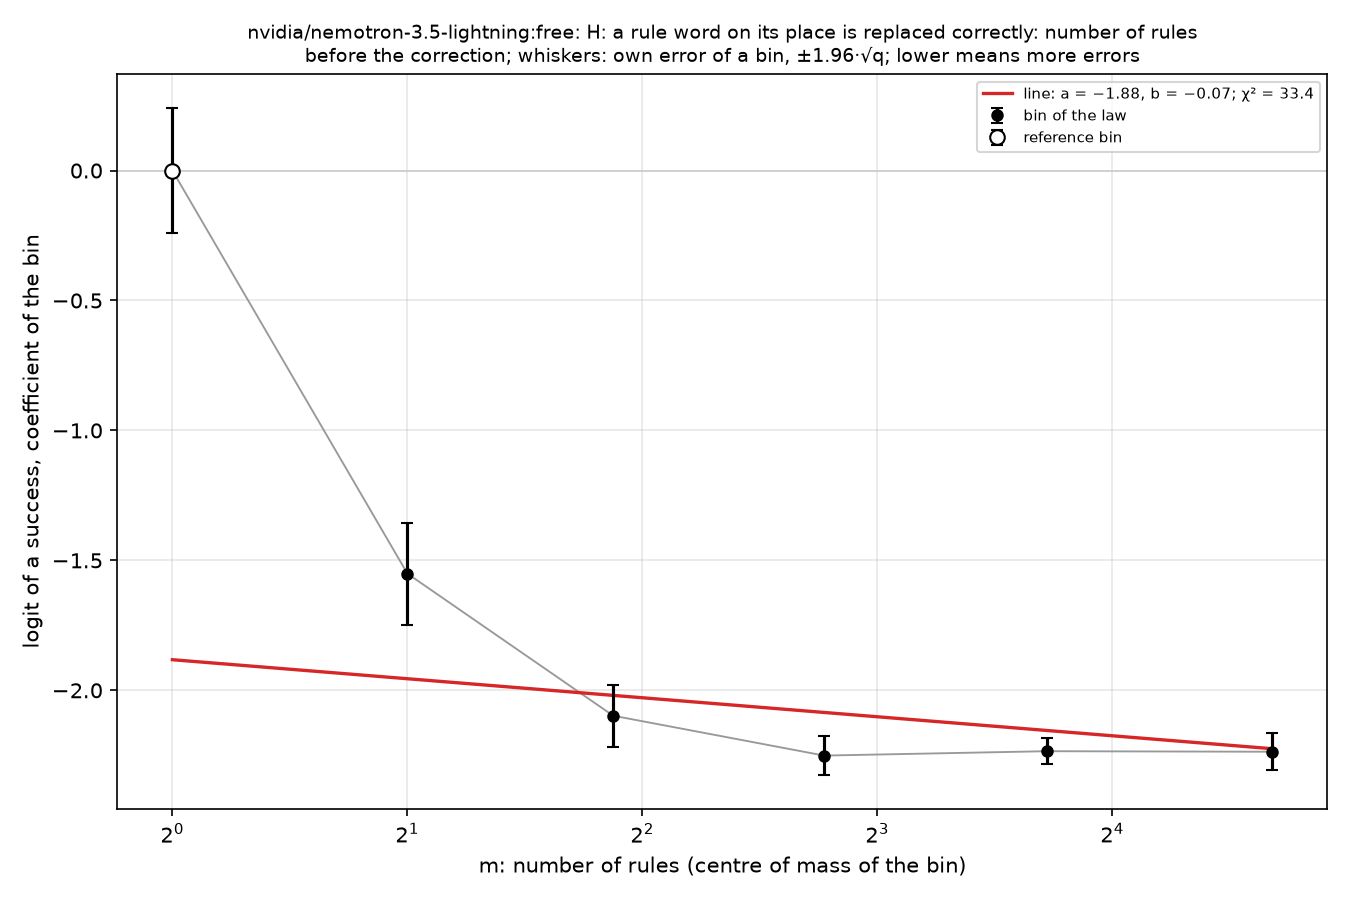 nvidia/nemotron-3.5-lightning:free: H: a rule word on its place is replaced correctly: number of rules
before the correction; whiskers: own error of a bin, ±1.96·√q; lower means more errors
line: a = −1.88, b = −0.07; χ² = 33.4
bin of the law
reference bin
logit of a success, coefficient of the bin
0.0
−0.5
−1.0
−1.5
−2.0
2⁰
2¹
2²
2³
2⁴
m: number of rules (centre of mass of the bin)